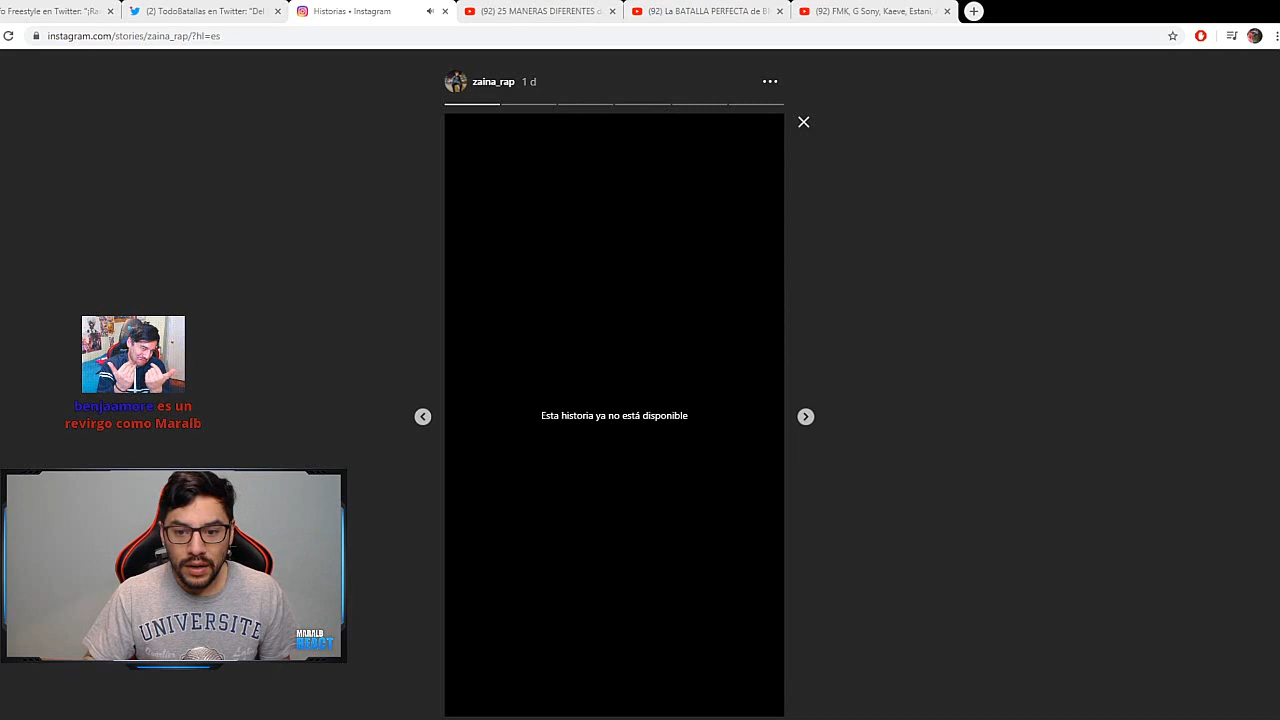 o Freestyle en Twitter: "¡Ra
(2) TodoBatallas en Twitter: "Del
Historias • Instagram
(92) 25 MANERAS DIFERENTES d
(92) La BATALLA PERFECTA de B
(92) FMK, G Sony, Kaeve, Estani,
instagram.com/stories/zaina_rap/?hl=es
zaina_rap 1 d
Esta historia ya no está disponible
benjaamore es un
revirgo como Maralb
UNIVERSITE
MARALB
REACT